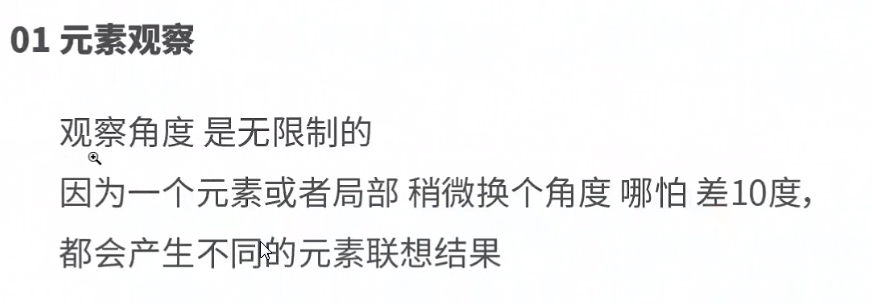 01 元素观察
观察角度 是无限制的
因为一个元素或者局部 稍微换个角度 哪怕 差10度，
都会产生不同的元素联想结果